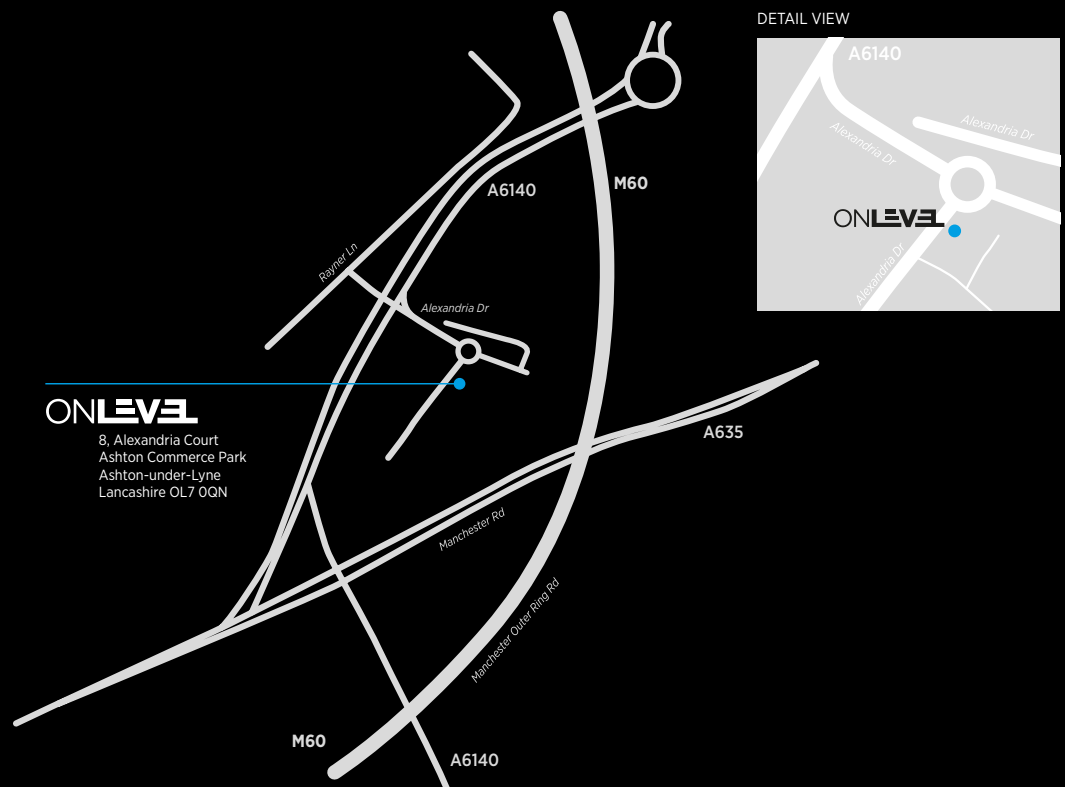 DETAIL VIEW
A6140
Alexandria Dr
Alexandria Dr
ONLEVEL
Alexandria Dr
A6140
M60
Rayner Ln
Alexandria Dr
ONLEVEL
8, Alexandria Court
Ashton Commerce Park
Ashton-under-Lyne
Lancashire OL7 0QN
A635
Manchester Rd
Manchester Outer Ring Rd
M60
A6140